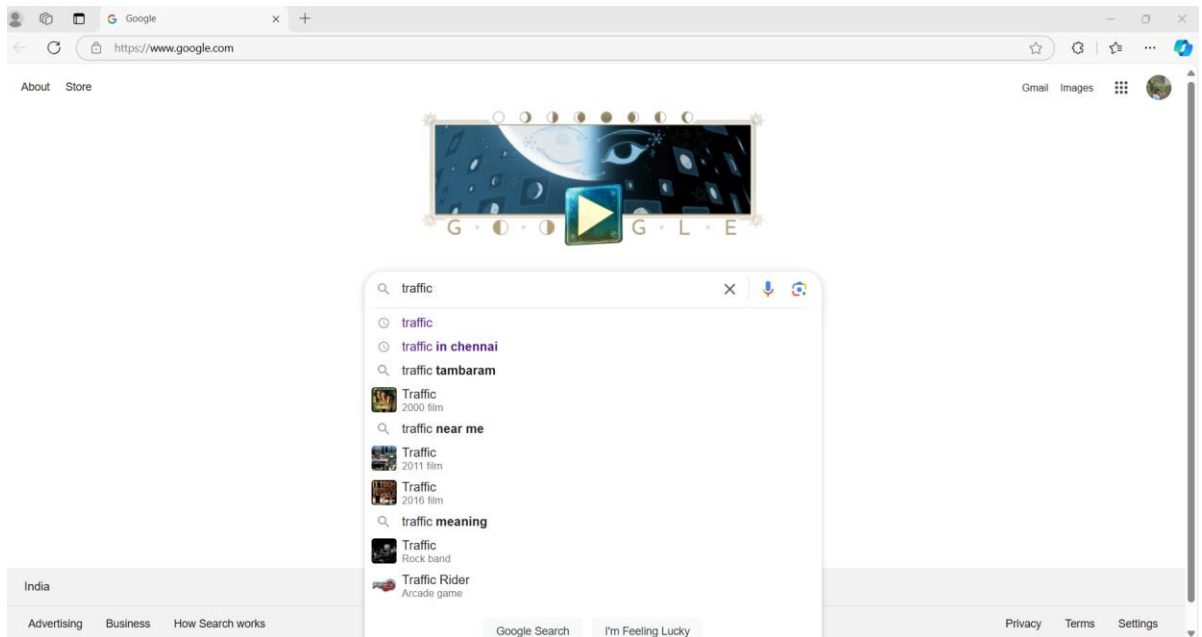 Google
https://www.google.com
About Store
Gmail Images
G O G L E
traffic
traffic
traffic in chennai
traffic tambaram
Traffic
2000 film
traffic near me
Traffic
2011 film
Traffic
2016 film
traffic meaning
Traffic
Rock band
Traffic Rider
Arcade game
India
Google Search I'm Feeling Lucky
Advertising Business How Search works
Privacy Terms Settings